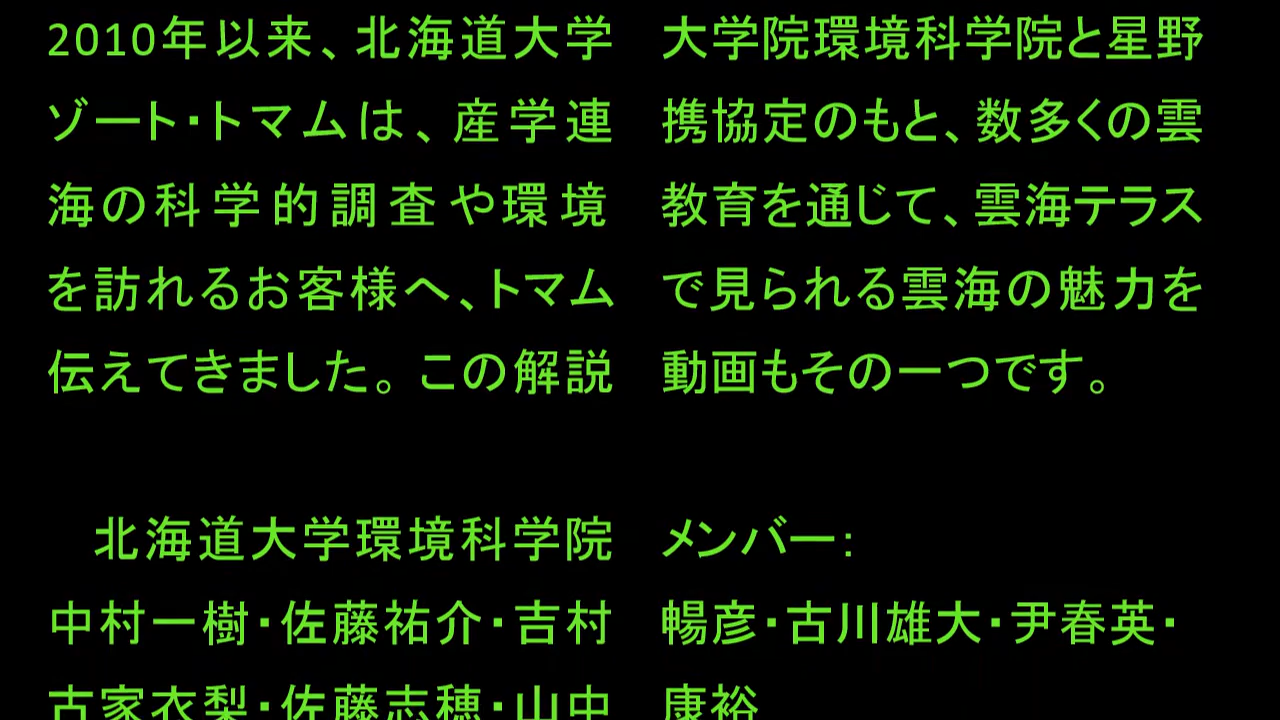 2010年以来、北海道大学 大学院環境科学院と星野
ゾート・トマムは、産学連 携協定のもと、数多くの雲
海の科学的調査や環境 教育を通じて、雲海テラス
を訪れるお客様へ、トマム で見られる雲海の魅力を
伝えてきました。この解説 動画もその一つです。
北海道大学環境科学院 メンバー：
中村一樹・佐藤祐介・吉村 暢彦・古川雄大・尹春英・
古家衣梨・佐藤志穂・山中 康裕